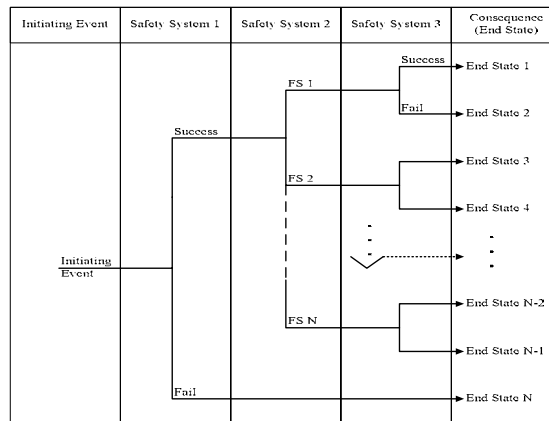 Initiating Event Safety System 1 Safety System 2 Safety System 3 Consequence
(End State)
Success
End State 1
FS 1
Fail
End State 2
Success
End State 3
FS 2
End State 4
Initiating
Event
End State N-2
FS N
End State N-1
Fail
End State N